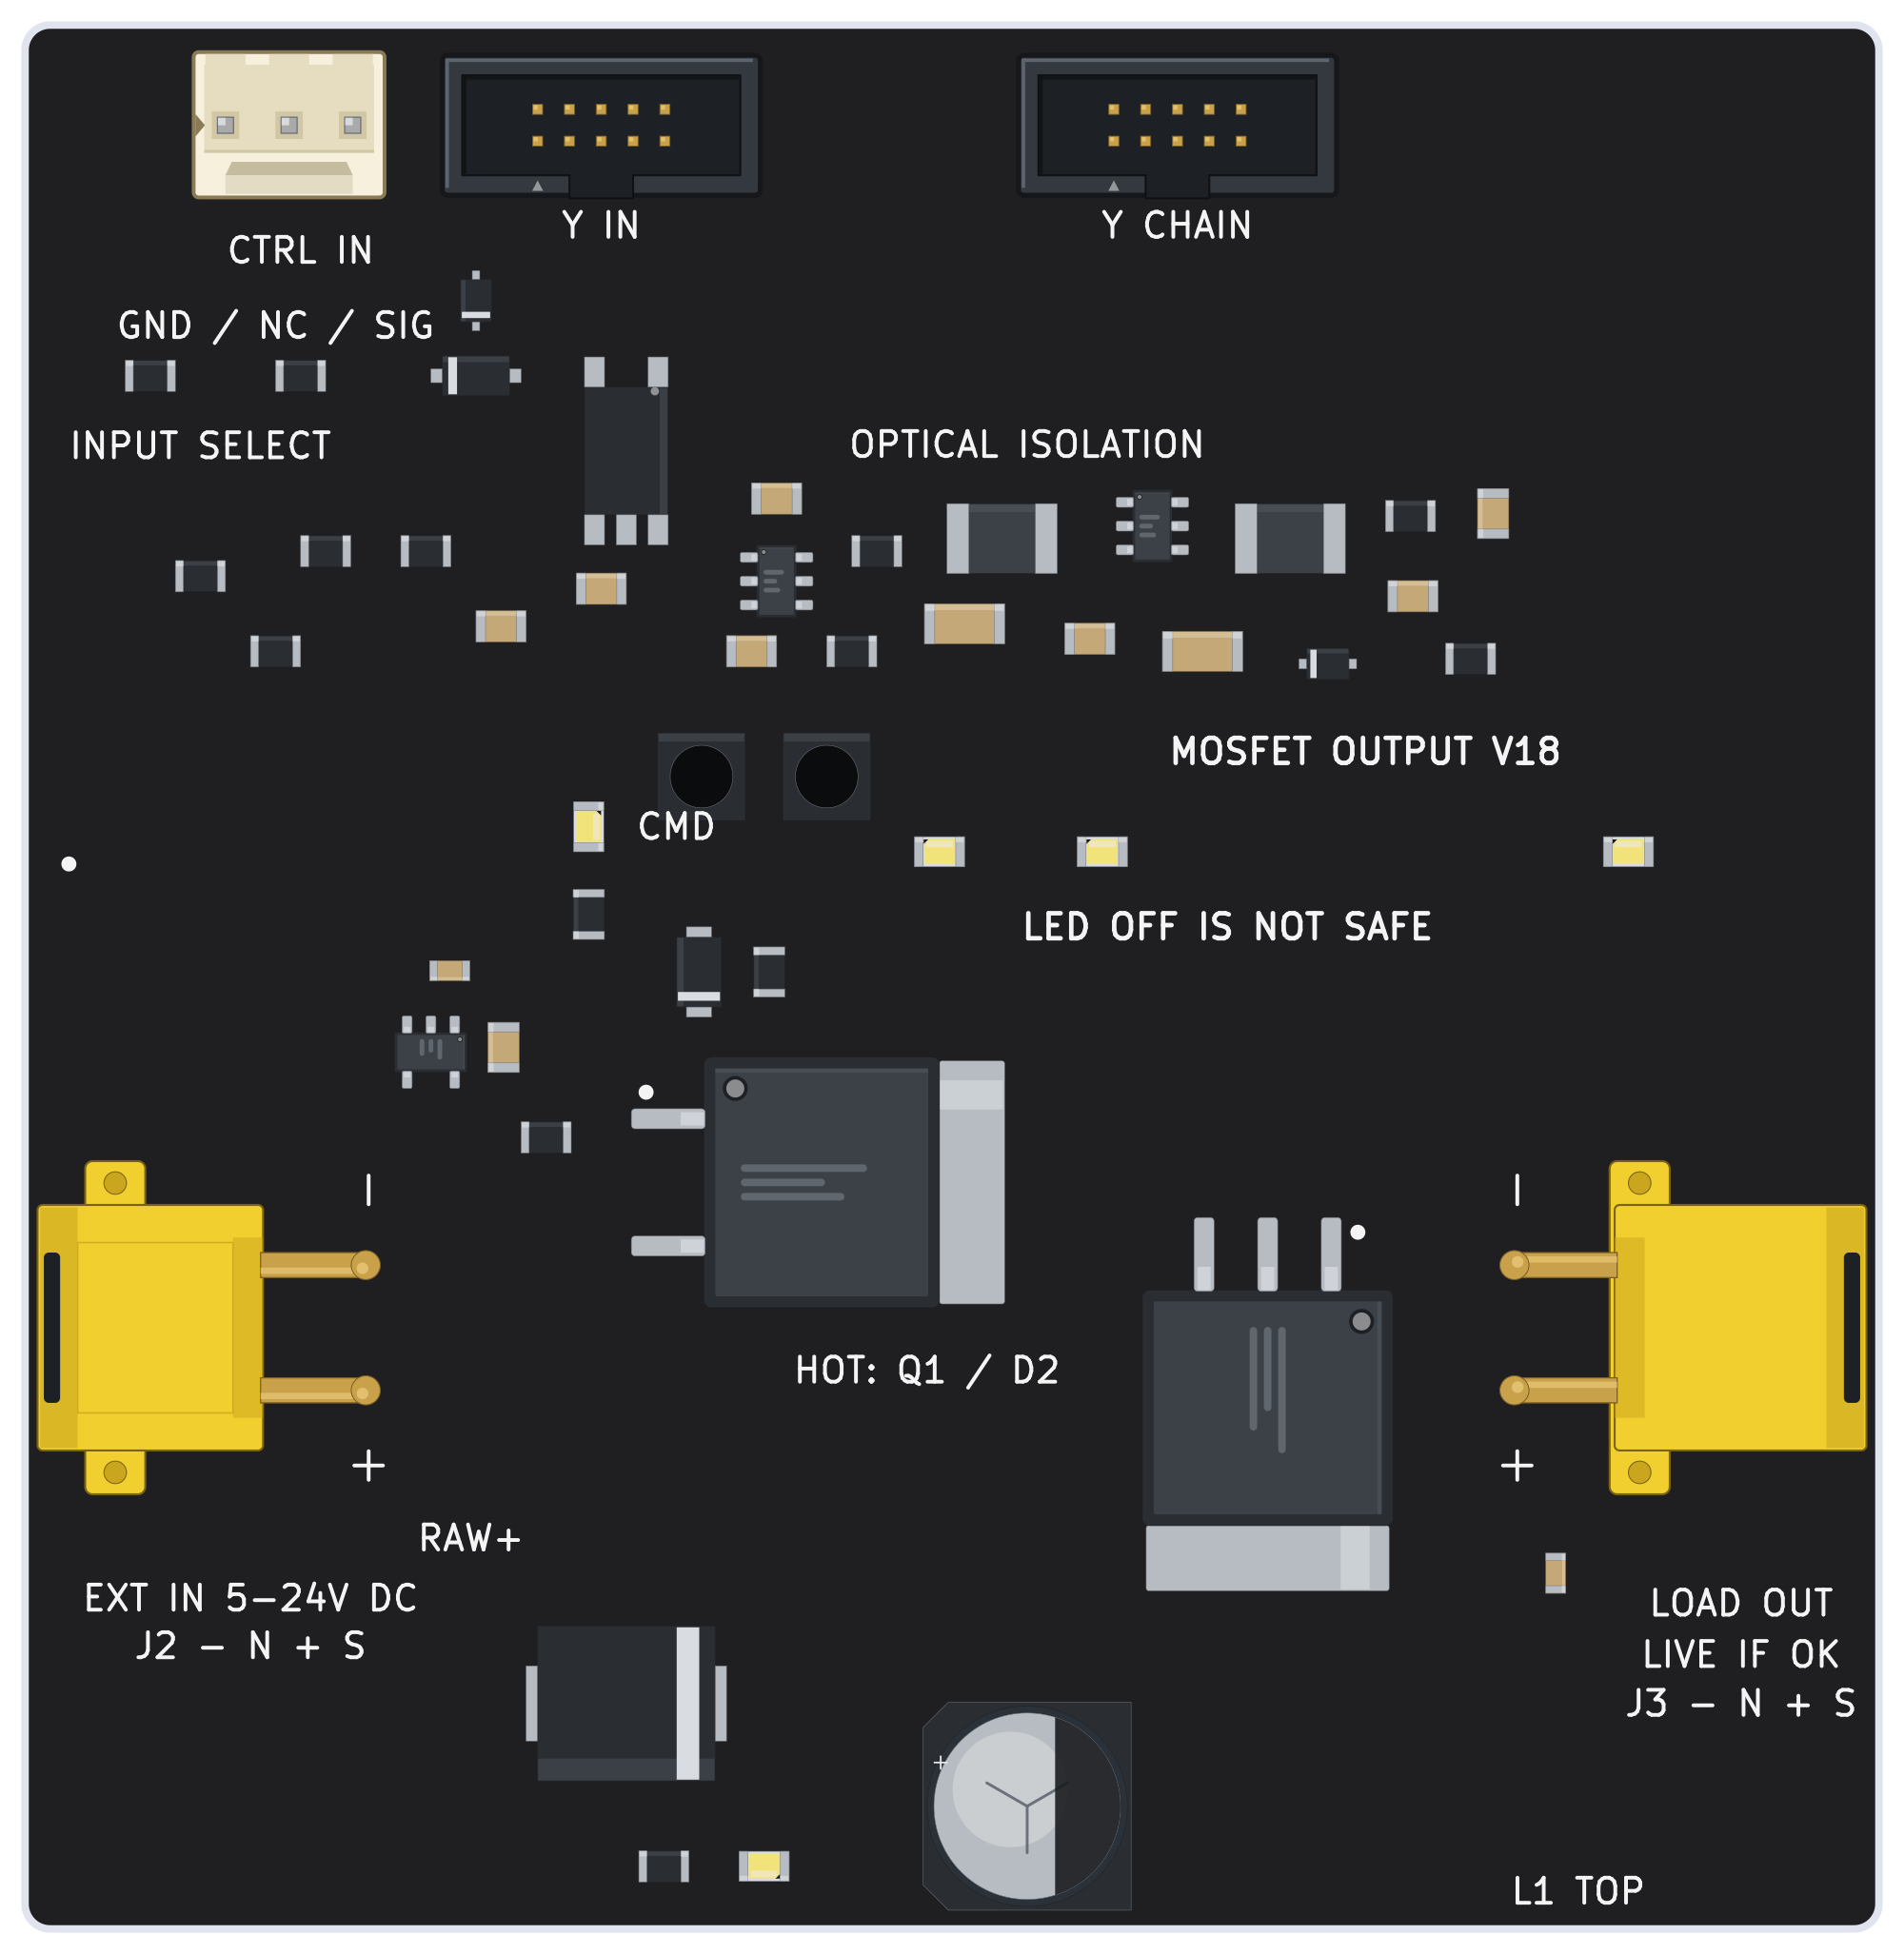 Y IN
Y CHAIN
CTRL IN
GND / NC / SIG
INPUT SELECT
OPTICAL ISOLATION
MOSFET OUTPUT V18
CMD
LED OFF IS NOT SAFE
−
−
HOT: Q1 / D2
+
+
RAW+
EXT IN 5-24V DC
J2 - N + S
LOAD OUT
LIVE IF OK
J3 - N + S
+
L1 TOP